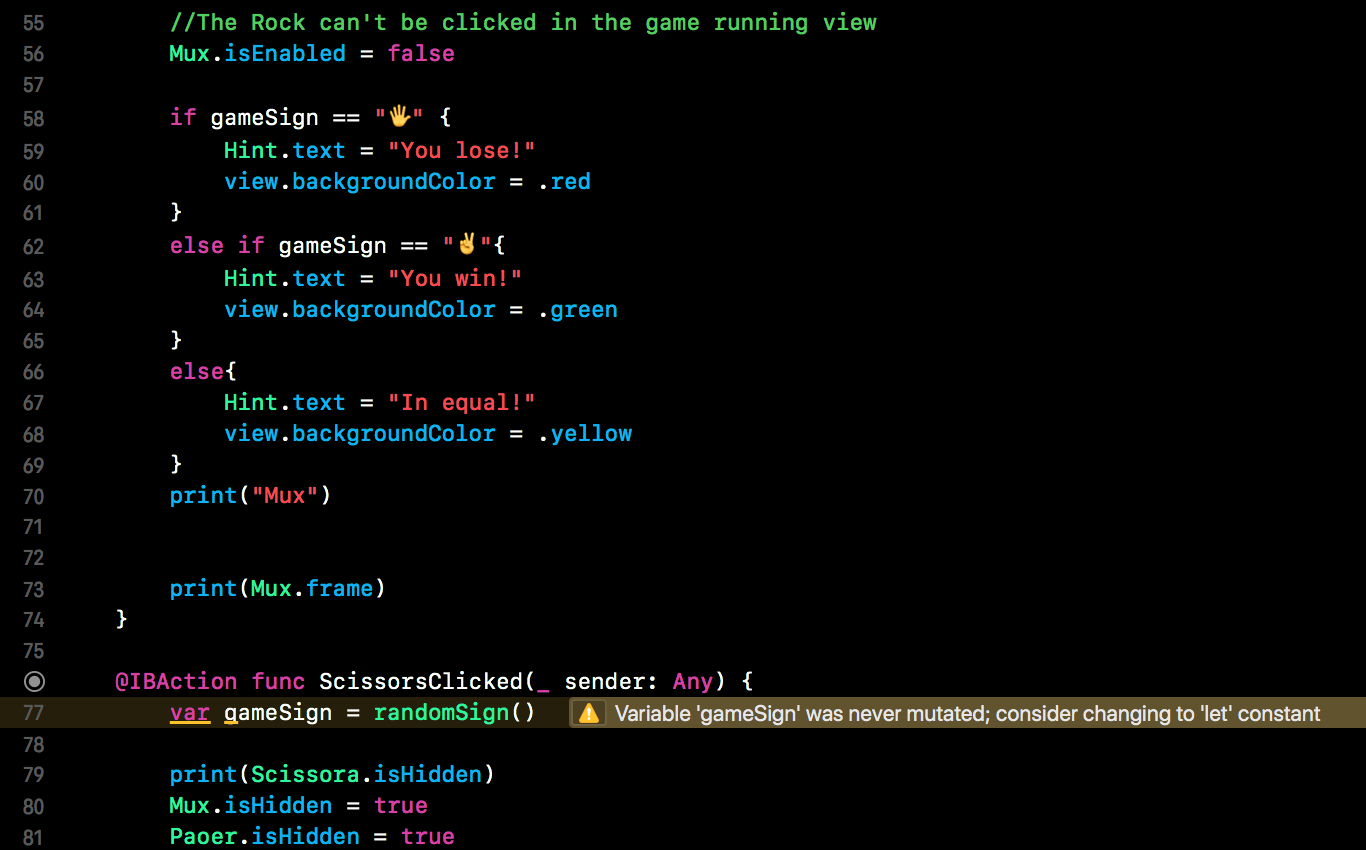 55 //The Rock can't be clicked in the game running view
56 Mux.isEnabled = false
57
58 if gameSign == "🖐" {
59 Hint.text = "You lose!"
60 view.backgroundColor = .red
61 }
62 else if gameSign == "✌️"{
63 Hint.text = "You win!"
64 view.backgroundColor = .green
65 }
66 else{
67 Hint.text = "In equal!"
68 view.backgroundColor = .yellow
69 }
70 print("Mux")
71
72
73 print(Mux.frame)
74 }
75
@IBAction func ScissorsClicked(_ sender: Any) {
77 var gameSign = randomSign() Variable 'gameSign' was never mutated; consider changing to 'let' constant
78
79 print(Scissora.isHidden)
80 Mux.isHidden = true
81 Paoer.isHidden = true